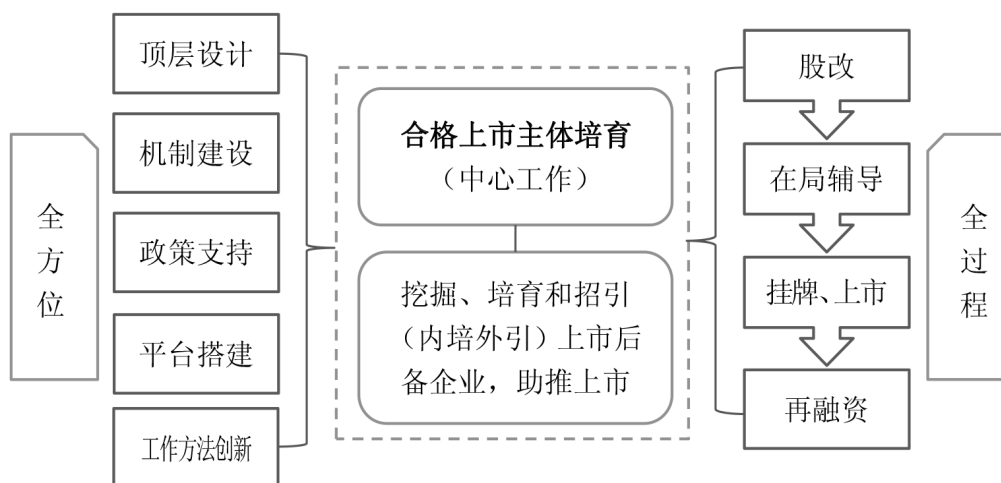 全方位
顶层设计
机制建设
政策支持
平台搭建
工作方法创新
合格上市主体培育
（中心工作）
挖掘、培育和招引
（内培外引）上市后
备企业，助推上市
股改
在局辅导
挂牌、上市
再融资
全过程